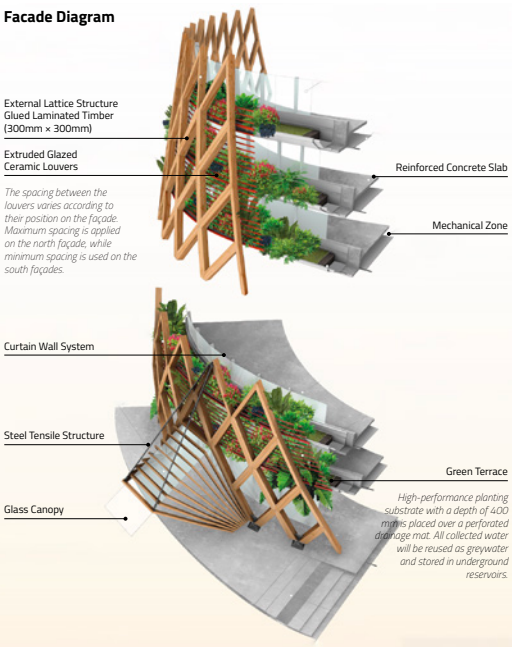 Facade Diagram
External Lattice Structure
Glued Laminated Timber
(300mm × 300mm)
Extruded Glazed
Ceramic Louvers
The spacing between the
louvers varies according to
their position on the façade.
Maximum spacing is applied
on the north façade, while
minimum spacing is used on the
south façades.
Reinforced Concrete Slab
Mechanical Zone
Curtain Wall System
Steel Tensile Structure
Glass Canopy
Green Terrace
High-performance planting
substrate with a depth of 400
mm is placed over a perforated
drainage mat. All collected water
will be reused as greywater
and stored in underground
reservoirs.